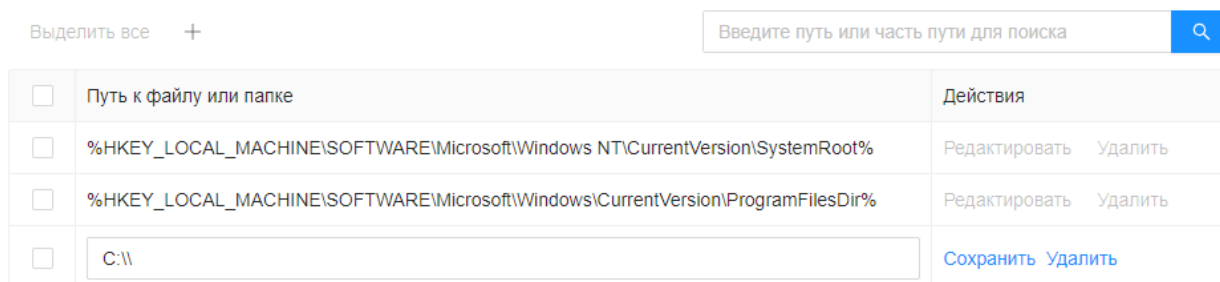 Выделить все +
Введите путь или часть пути для поиска
Путь к файлу или папке Действия
%HKEY_LOCAL_MACHINE\SOFTWARE\Microsoft\Windows NT\CurrentVersion\SystemRoot% Редактировать Удалить
%HKEY_LOCAL_MACHINE\SOFTWARE\Microsoft\Windows\CurrentVersion\ProgramFilesDir% Редактировать Удалить
C:\\ Сохранить Удалить